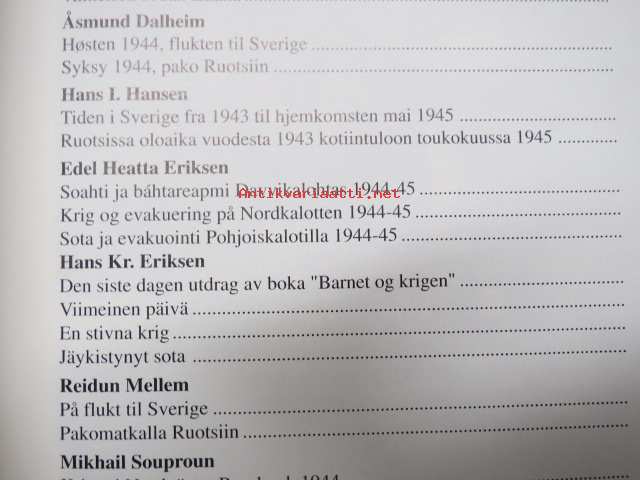 Åsmund Dalheim
Høsten 1944, flukten til Sverige
Syksy 1944, pako Ruotsiin
Hans I. Hansen
Tiden i Sverige fra 1943 til hjemkomsten mai 1945
Ruotsissa oloaika vuodesta 1943 kotiintuloon toukokuussa 1945
Edel Heatta Eriksen
Soahti ja báhtareapmi Davvikalohtas 1944-45
Antikvariaatti.net
Krig og evakuering på Nordkalotten 1944-45
Sota ja evakuointi Pohjoiskalotilla 1944-45
Hans Kr. Eriksen
Den siste dagen utdrag av boka "Barnet og krigen"
Viimeinen päivä
En stivna krig
Jäykistynyt sota
Reidun Mellem
På flukt til Sverige
Pakomatkalla Ruotsiin
Mikhail Souproun